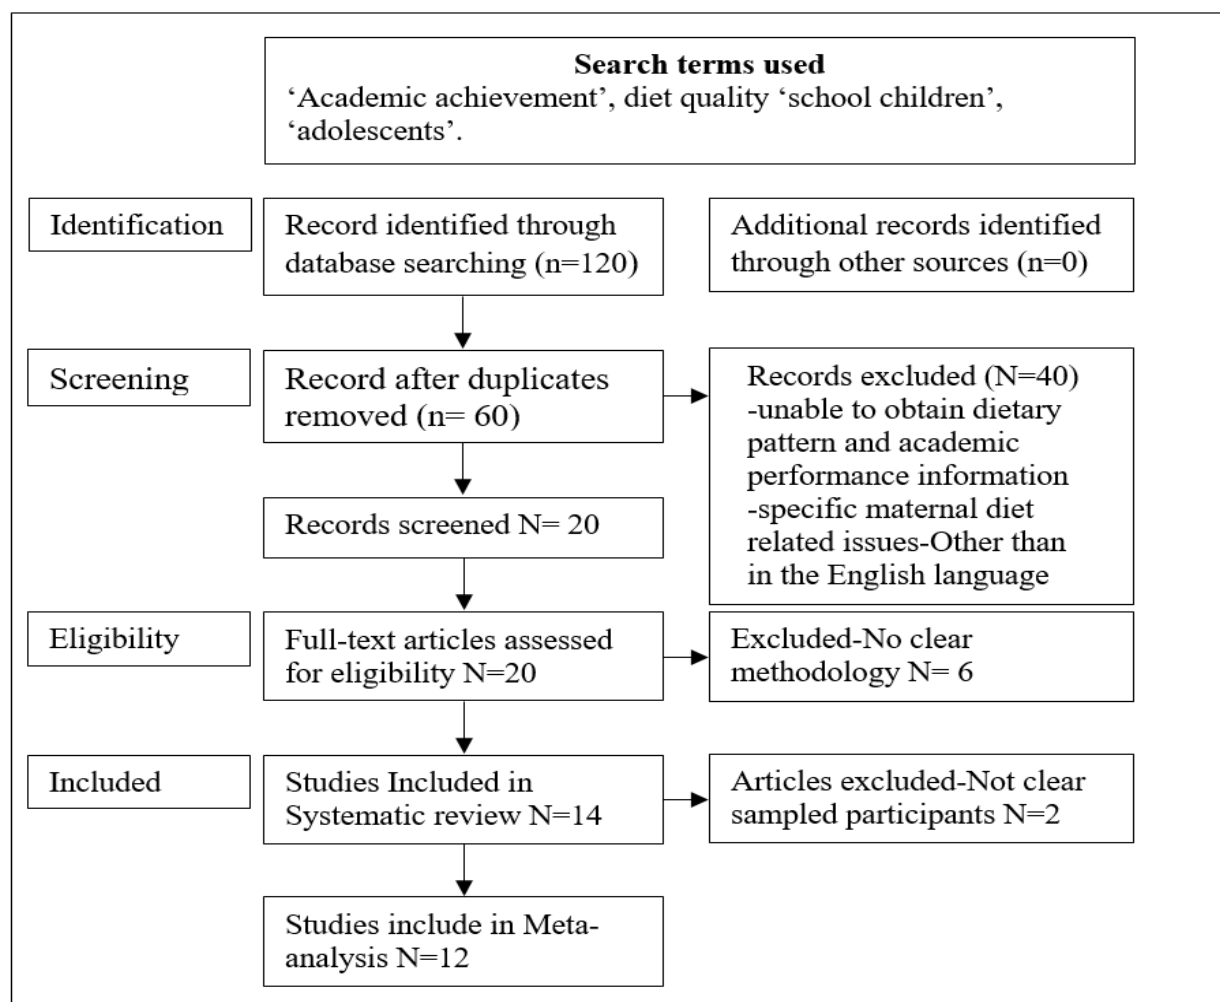 Search terms used
‘Academic achievement’, diet quality ‘school children’,
‘adolescents’.
Identification
Record identified through
database searching (n=120)
Additional records identified
through other sources (n=0)
Screening
Record after duplicates
removed (n= 60)
Records excluded (N=40)
-unable to obtain dietary
pattern and academic
performance information
-specific maternal diet
related issues-Other than
in the English language
Records screened N= 20
Eligibility
Full-text articles assessed
for eligibility N=20
Excluded-No clear
methodology N= 6
Included
Studies Included in
Systematic review N=14
Articles excluded-Not clear
sampled participants N=2
Studies include in Meta-
analysis N=12